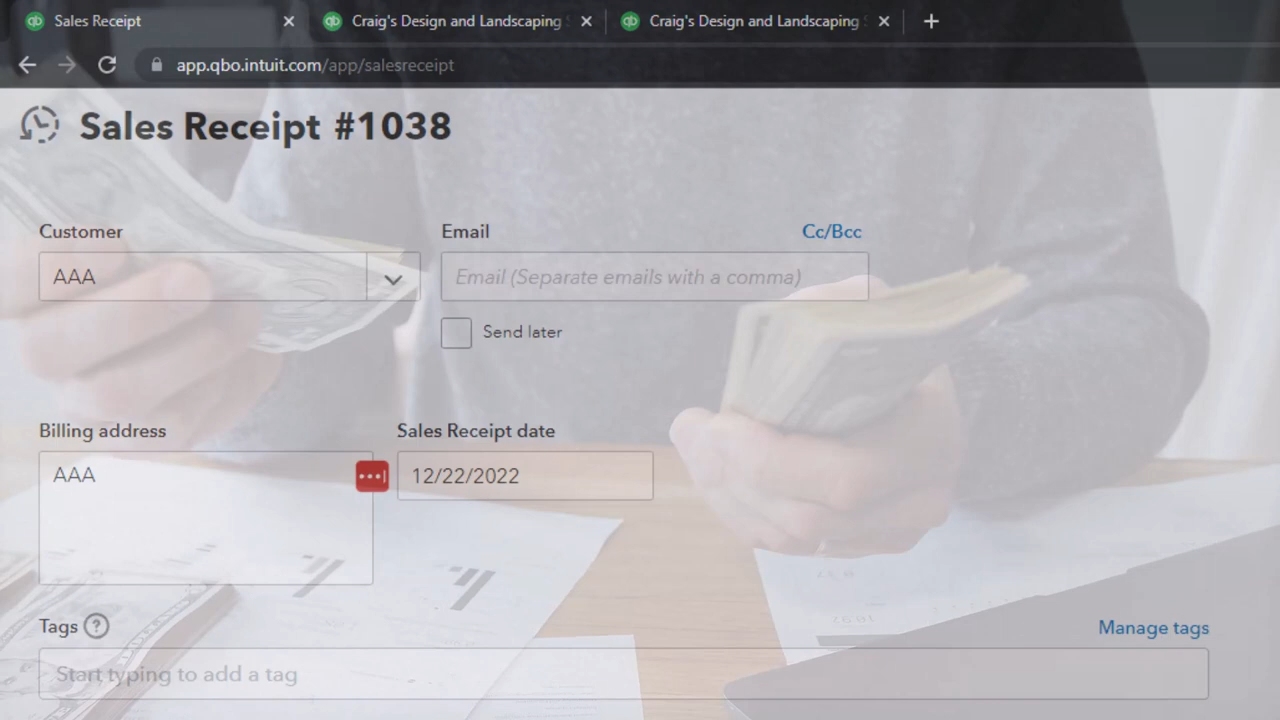 Sales Receipt
Craig's Design and Landscaping
Craig's Design and Landscaping
app.qbo.intuit.com/app/salesreceipt
Sales Receipt #1038
Customer
Email
Cc/Bcc
AAA
Email (Separate emails with a comma)
Send later
Billing address
Sales Receipt date
AAA
12/22/2022
Tags ?
Manage tags
Start typing to add a tag